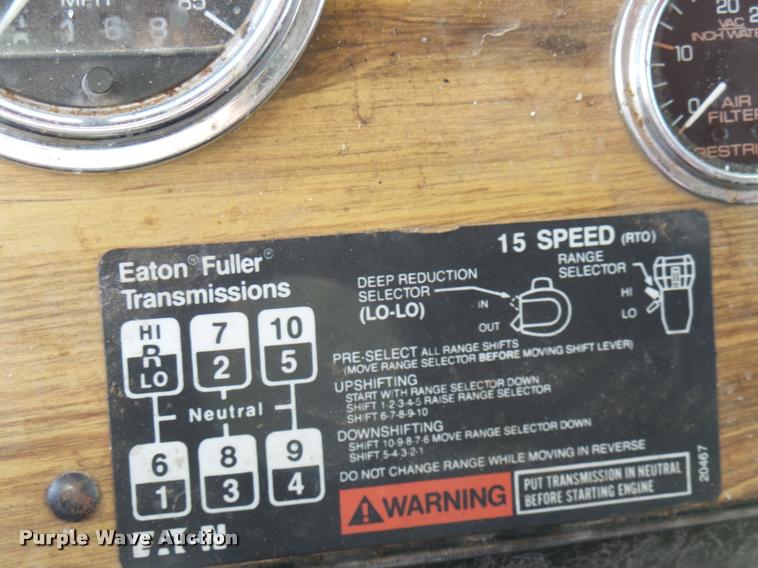 MPH 85
168
20
VAC
INCH WATE
10
0
AIR
FILTER
RESTRI
15 SPEED (RTO)
Eaton® Fuller®
Transmissions
HI
R
LO
7
2
10
5
Neutral
6
1
8
3
9
4
DEEP REDUCTION
SELECTOR
(LO-LO)
IN
OUT
RANGE
SELECTOR
HI
LO
PRE-SELECT ALL RANGE SHIFTS
(MOVE RANGE SELECTOR BEFORE MOVING SHIFT LEVER)
UPSHIFTING
START WITH RANGE SELECTOR DOWN
SHIFT 1-2-3-4-5 RAISE RANGE SELECTOR
SHIFT 6-7-8-9-10
DOWNSHIFTING
SHIFT 10-9-8-7-6 MOVE RANGE SELECTOR DOWN
SHIFT 5-4-3-2-1
DO NOT CHANGE RANGE WHILE MOVING IN REVERSE
WARNING
PUT TRANSMISSION IN NEUTRAL
BEFORE STARTING ENGINE
20467
Purple Wave Auction